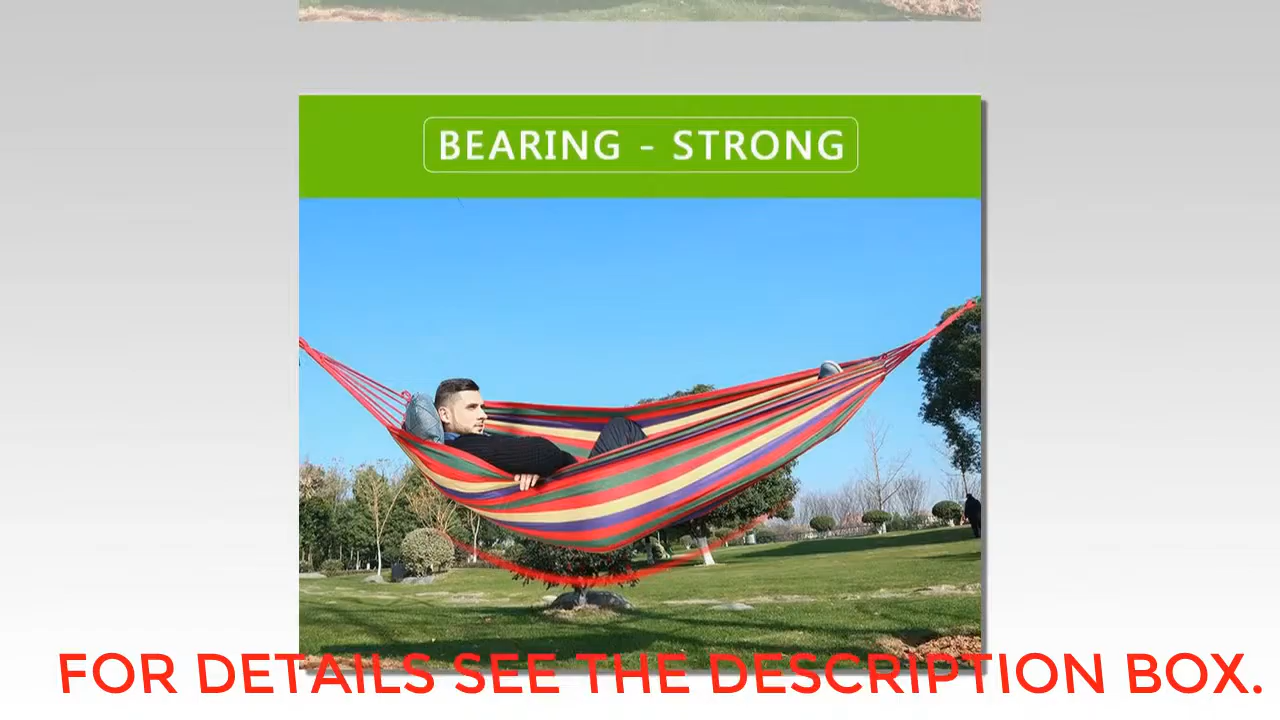 BEARING - STRONG
FOR DETAILS SEE THE DESCRIPTION BOX.